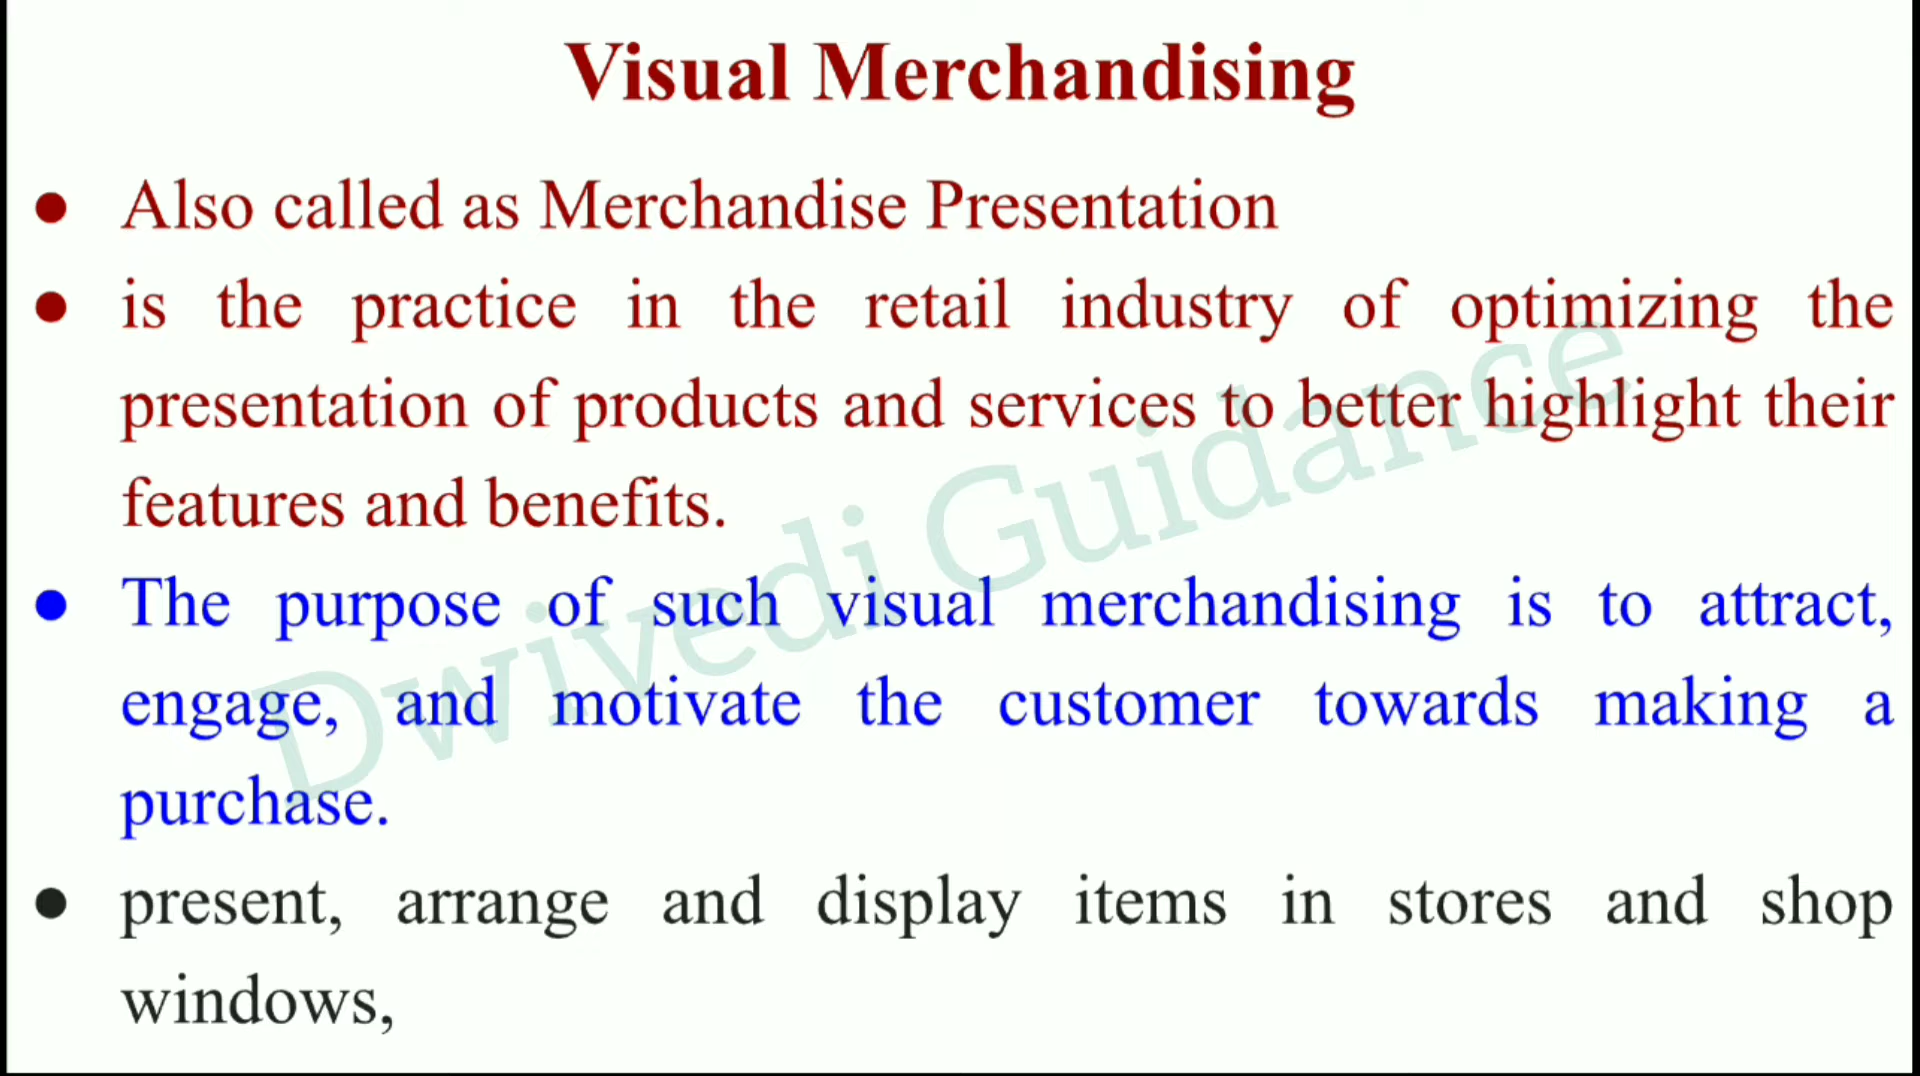 Visual Merchandising
● Also called as Merchandise Presentation
● is the practice in the retail industry of optimizing the
presentation of products and services to better highlight their
features and benefits.
● The purpose of such visual merchandising is to attract,
engage, and motivate the customer towards making a
purchase.
● present, arrange and display items in stores and shop
windows,
Dwivedi Guidance